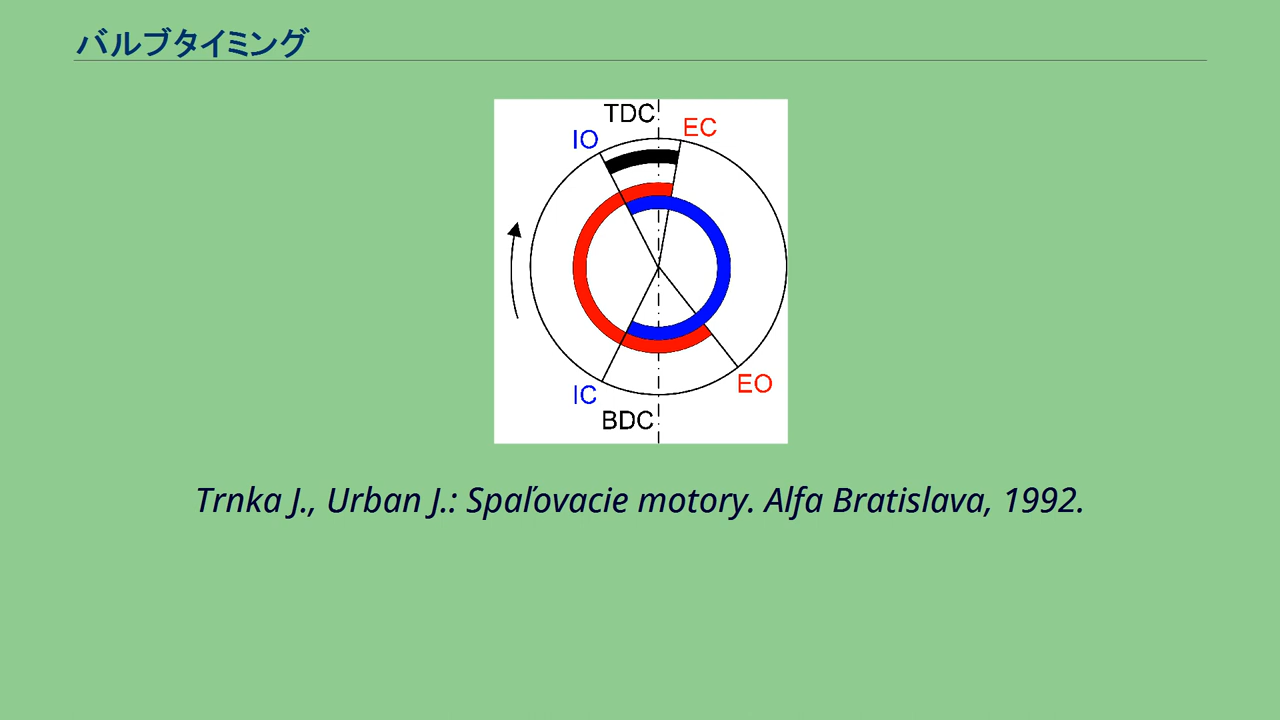 バルブタイミング
TDC
IO
EC
IC
EO
BDC
Trnka J., Urban J.: Spaľovacie motory. Alfa Bratislava, 1992.